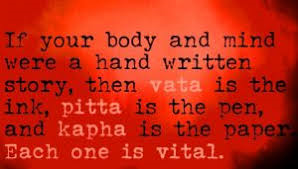 If your body and mind
were a hand written
story, then vata is the
ink, pitta is the pen,
and kapha is the paper
Each one is vital.